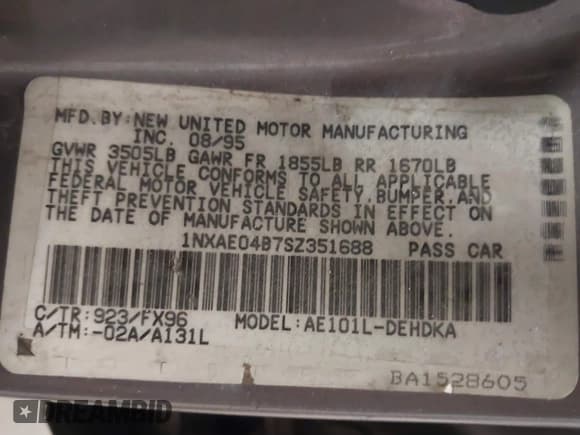 MFD.BY:NEW UNITED MOTOR MANUFACTURING
INC. 08/95
GVWR 3505LB GAWR FR 1855LB RR 1670LB
THIS VEHICLE CONFORMS TO ALL APPLICABLE
FEDERAL MOTOR VEHICLE SAFETY,BUMPER,AND
THEFT PREVENTION STANDARDS IN EFFECT ON
THE DATE OF MANUFACTURE SHOWN ABOVE.
1NXAE04B7SZ351688 PASS CAR
C/TR:923/FX96 MODEL:AE101L-DEHDKA
A/TM:-02A/A131L
BA1528605
DREAMBID